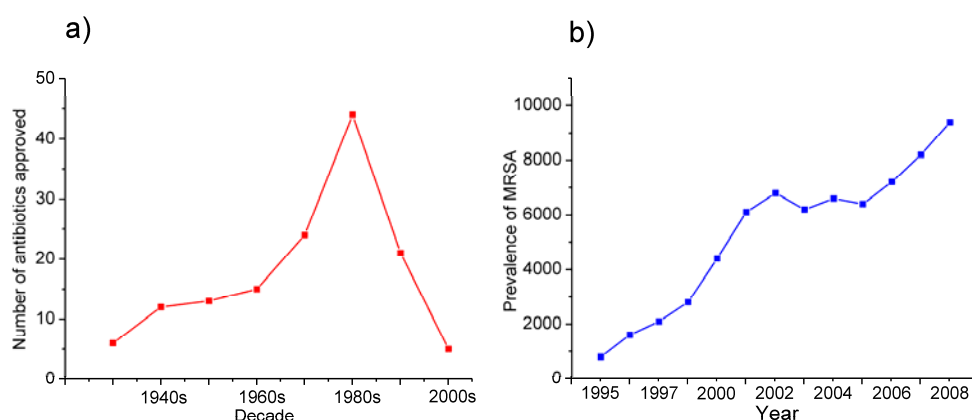 a)
50
40
30
20
10
0
Number of antibiotics approved
1940s 1960s 1980s 2000s
Decade
b)
10000
8000
6000
4000
2000
0
Prevalence of MRSA
1995 1997 2000 2002 2004 2006 2008
Year